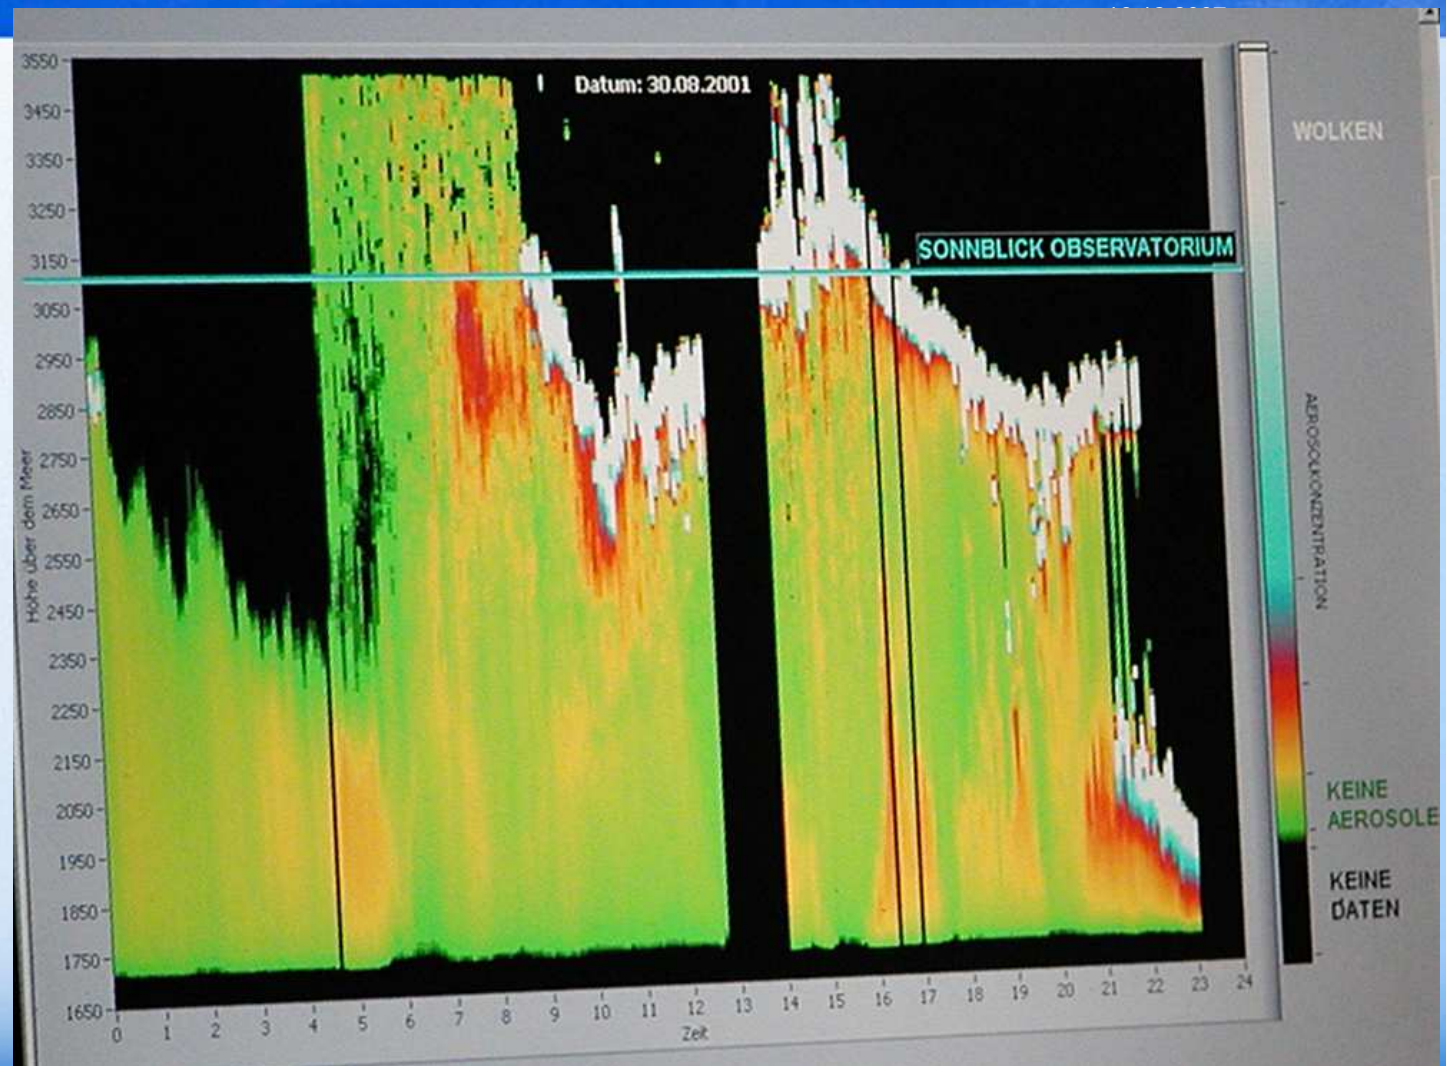 3550
Datum: 30.08.2001
3450
WOLKEN
3350
3250
SONNBLICK OBSERVATORIUM
3150
3050
2950
2850
2750
2650
2550
2450
2350
2250
2150
2050
1950
1850
1750
1650
Höhe über dem Meer
AEROSOLKONZENTRATION
KEINE
AEROSOLE
KEINE
DATEN
0 1 2 3 4 5 6 7 8 9 10 11 12 13 14 15 16 17 18 19 20 21 22 23 24
Zeit